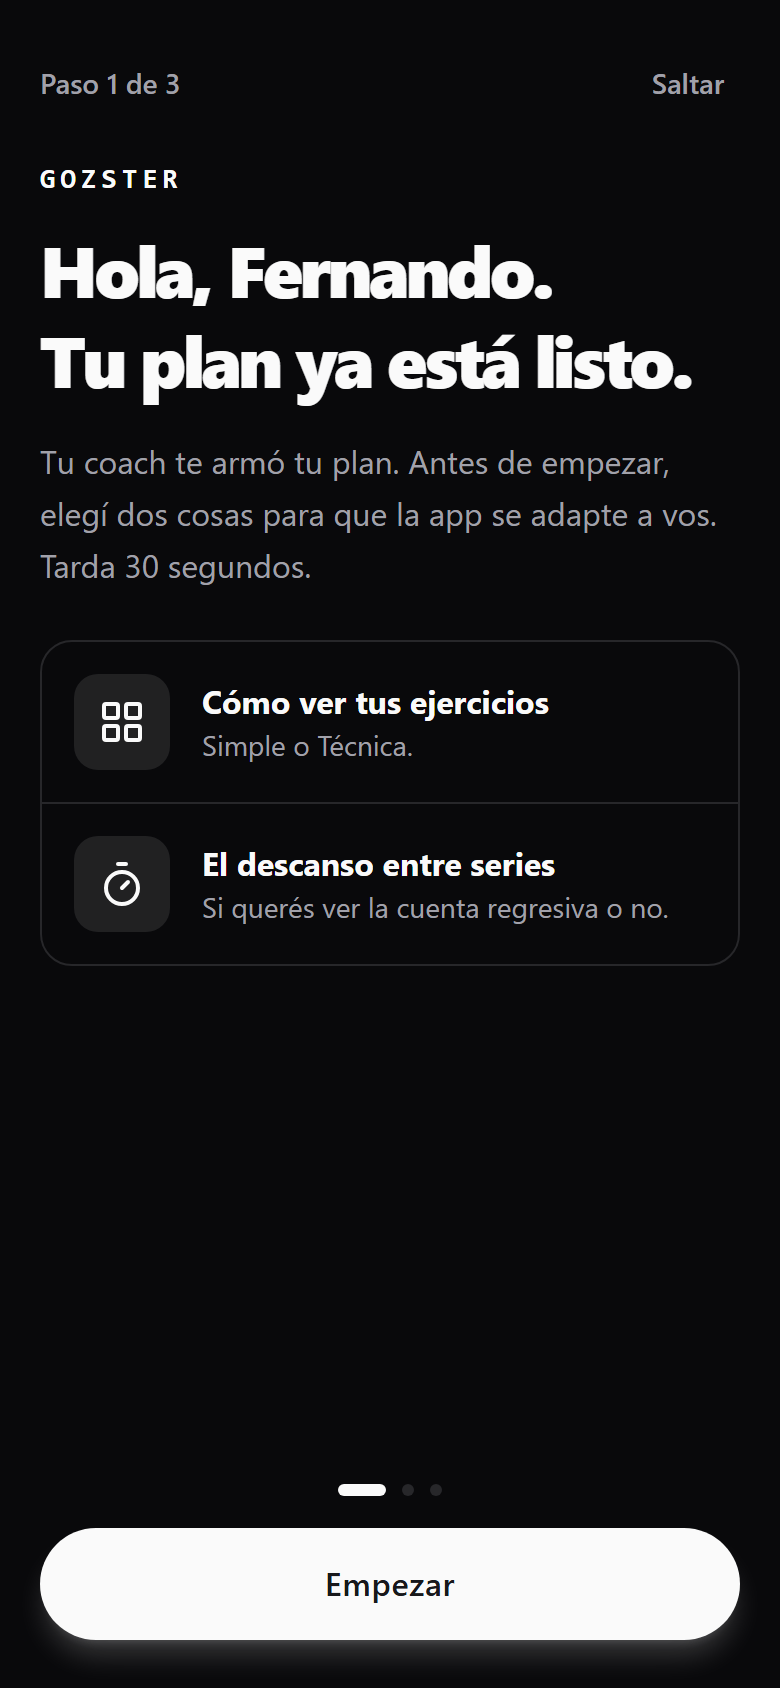 Paso 1 de 3
Saltar
GOZSTER
Hola, Fernando.
Tu plan ya está listo.
Tu coach te armó tu plan. Antes de empezar,
elegí dos cosas para que la app se adapte a vos.
Tarda 30 segundos.
Cómo ver tus ejercicios
Simple o Técnica.
El descanso entre series
Si querés ver la cuenta regresiva o no.
Empezar